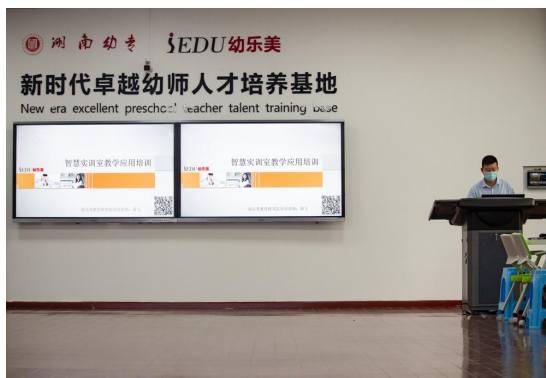 湖南幼专 iEDU幼乐美
新时代卓越幼师人才培养基地
New era excellent preschool teacher talent training base
智慧实训室教学应用培训
iEDU幼乐美
智慧实训室教学应用培训
iEDU幼乐美